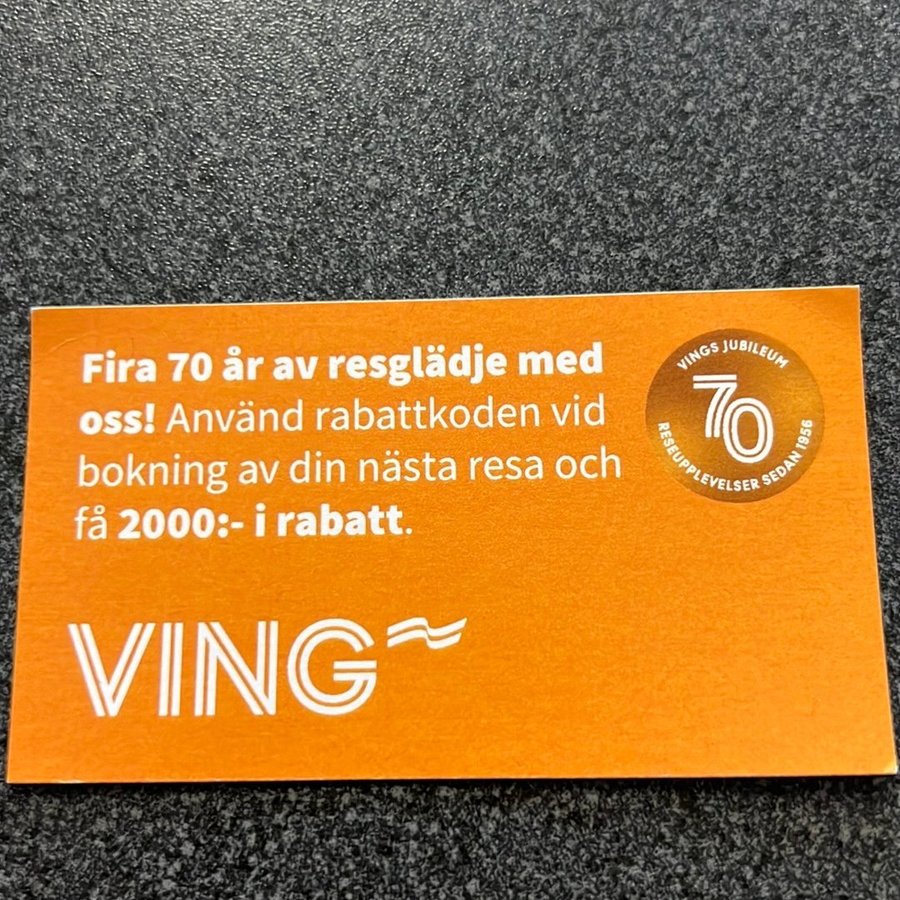 Fira 70 år av resglädje med
oss! Använd rabattkoden vid
bokning av din nästa resa och
få 2000:- i rabatt.
VINGS JUBILEUM
70
RESEUPPLEVELSER SEDAN 1956
VING